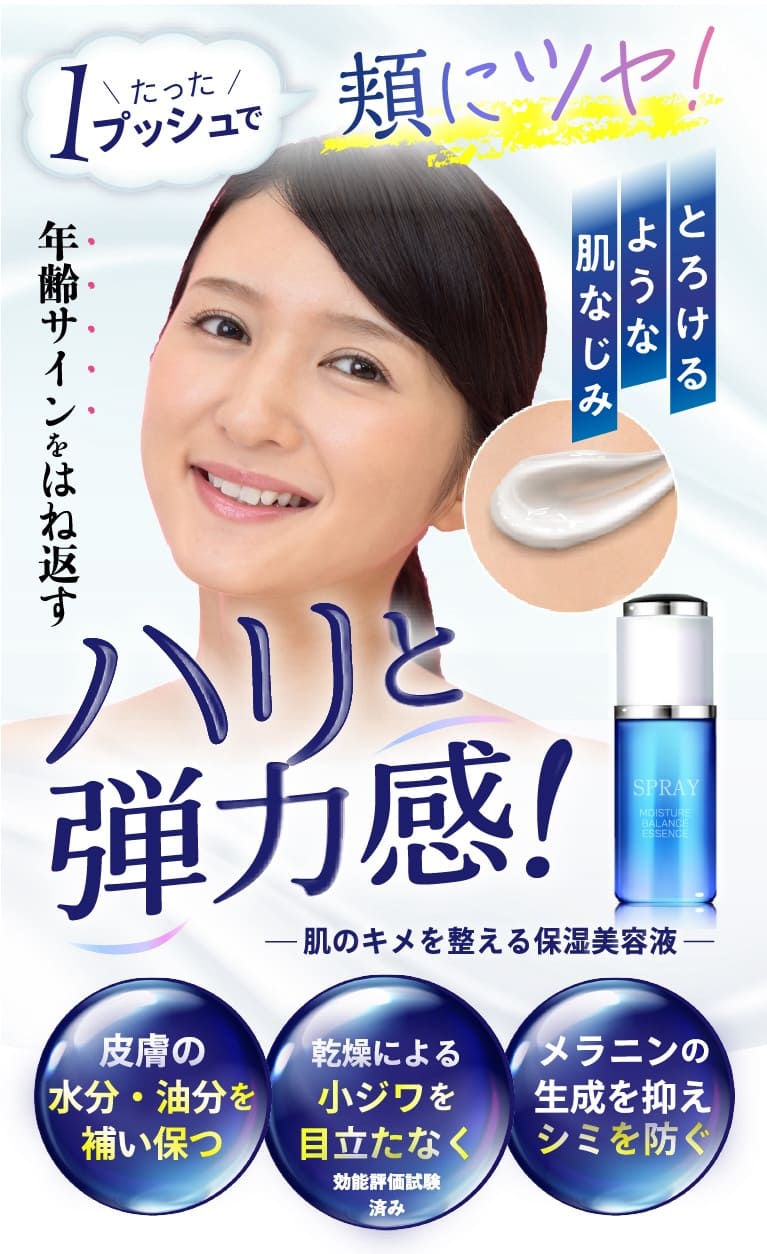 ＼たった／
1プッシュで
頬にツヤ!
とろける
ような
肌なじみ
年齢サインをはね返す
ハリと
弾力感!
SPRAY
MOISTURE
BALANCE
ESSENCE
―肌のキメを整える保湿美容液―
皮膚の
水分・油分を
補い保つ
乾燥による
小ジワを
目立たなく
効能評価試験
済み
メラニンの
生成を抑え
シミを防ぐ